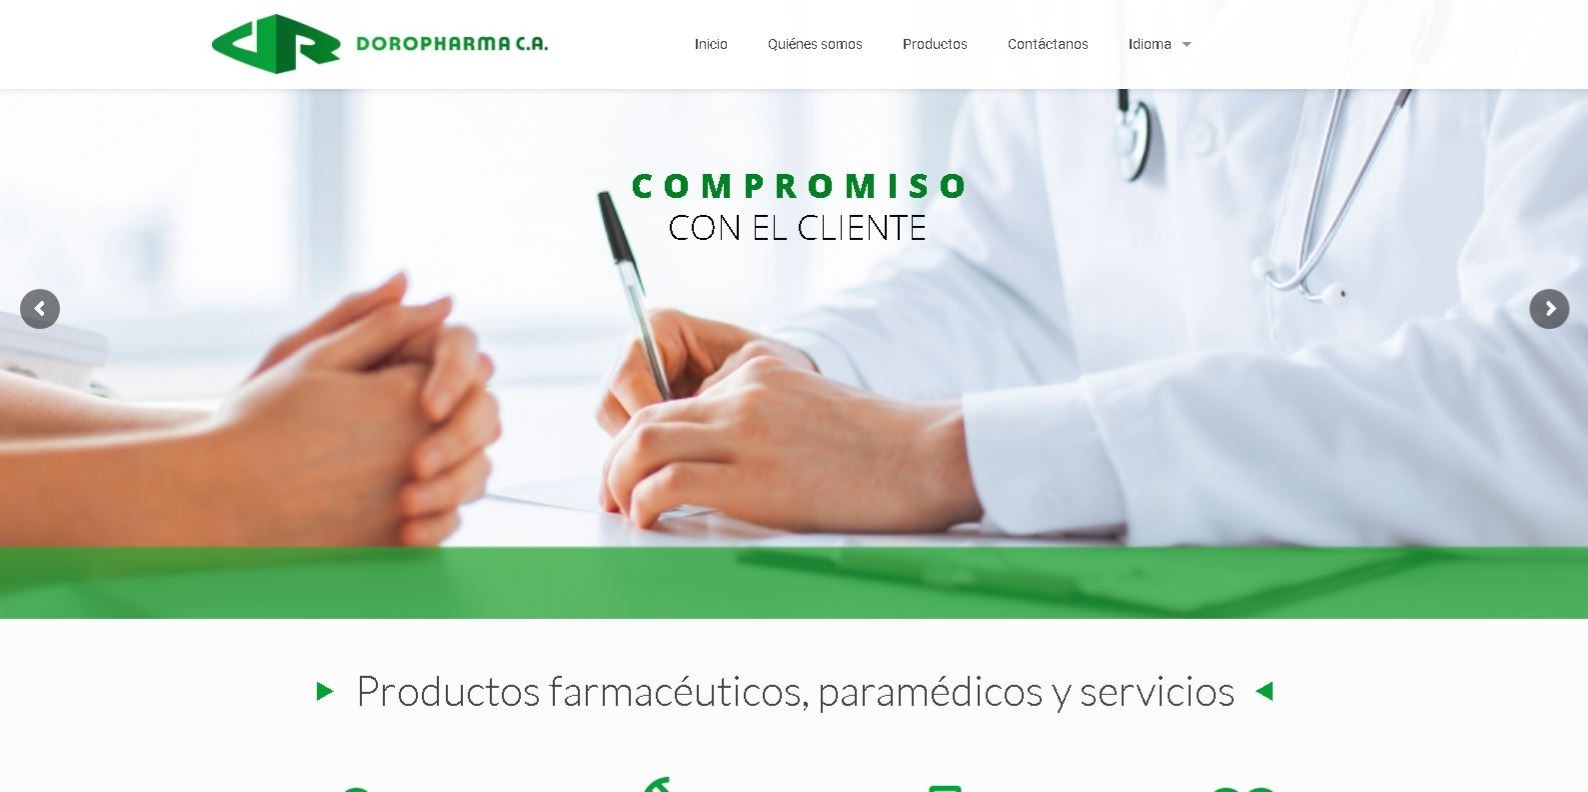 DOROPHARMA C.A.
Inicio
Quiénes somos
Productos
Contáctanos
Idioma
COMPROMISO
CON EL CLIENTE
Productos farmacéuticos, paramédicos y servicios